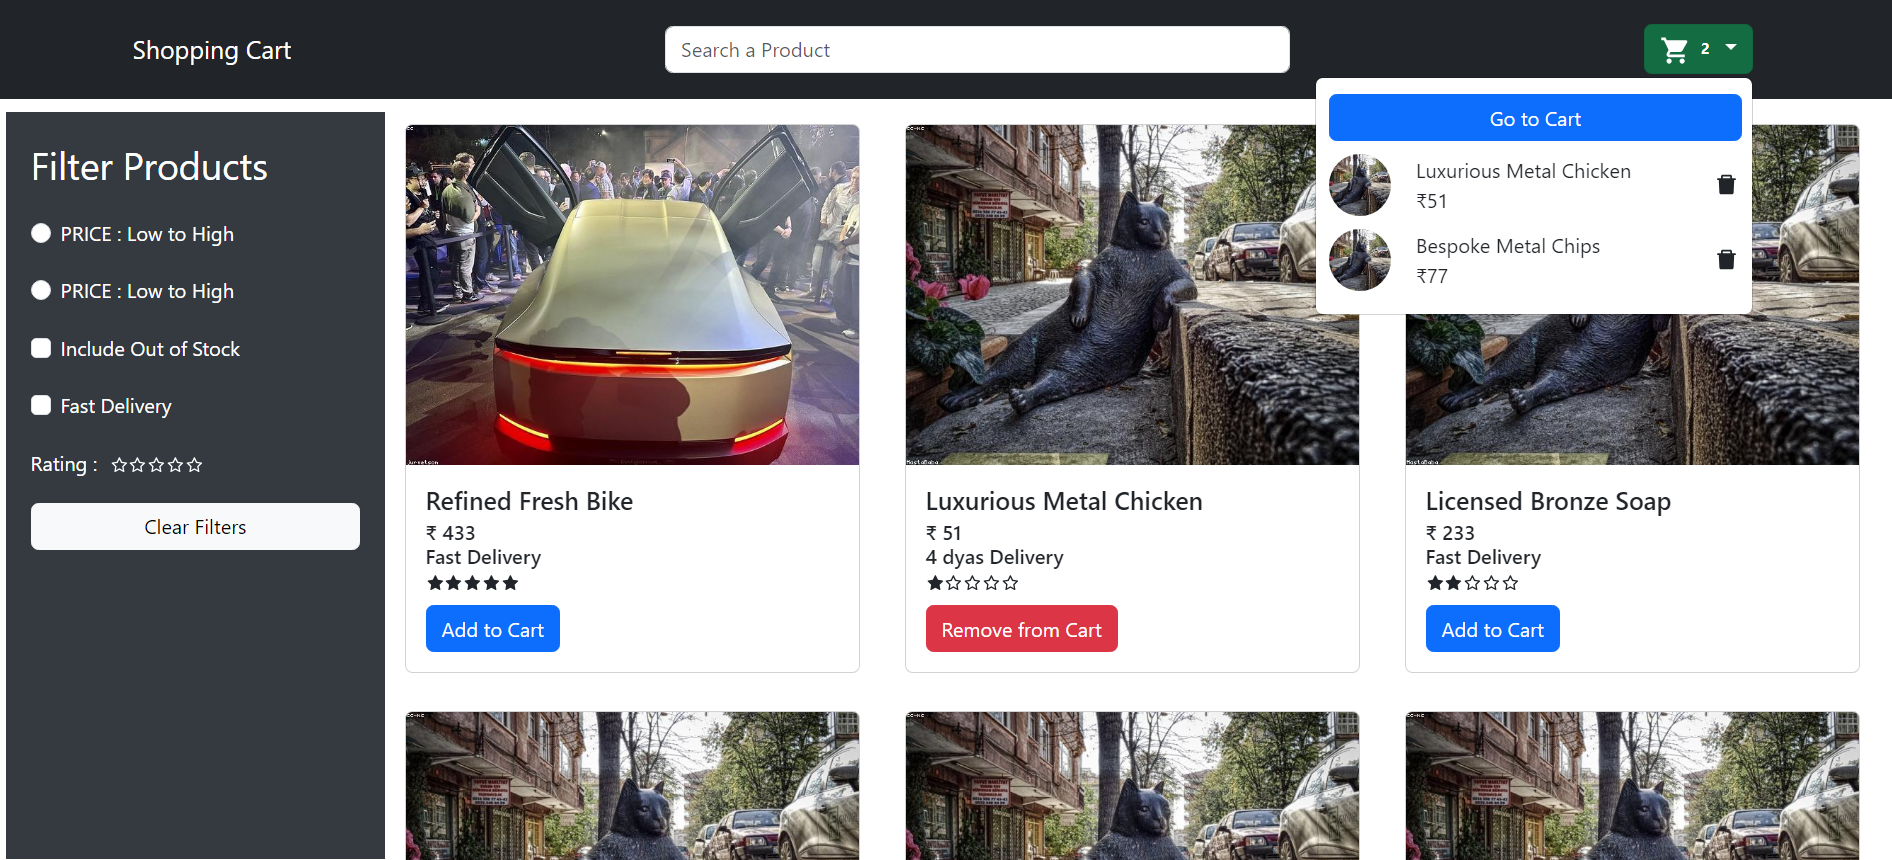 Shopping Cart
Search a Product
2
Go to Cart
Luxurious Metal Chicken
₹51
Bespoke Metal Chips
₹77
Filter Products
PRICE : Low to High
PRICE : Low to High
Include Out of Stock
Fast Delivery
Rating :
Clear Filters
Refined Fresh Bike
₹ 433
Fast Delivery
Add to Cart
Luxurious Metal Chicken
₹ 51
4 dyas Delivery
Remove from Cart
Licensed Bronze Soap
₹ 233
Fast Delivery
Add to Cart